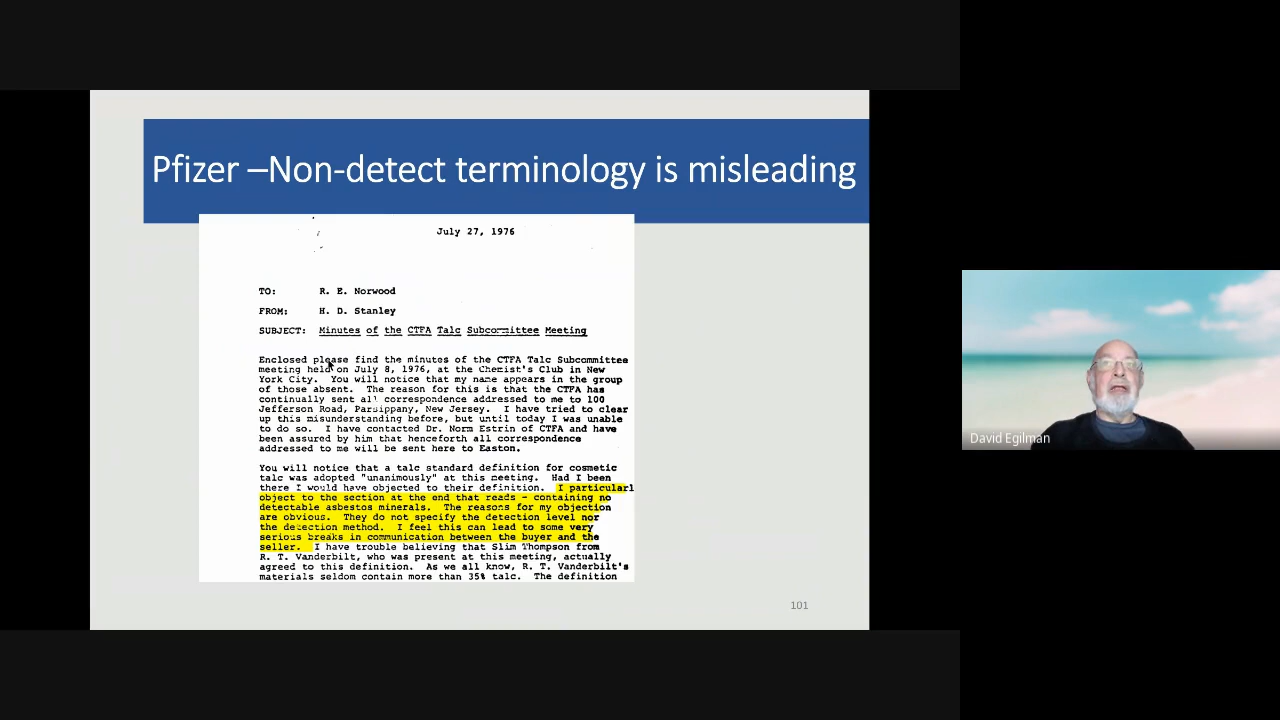 Pfizer –Non-detect terminology is misleading
July 27, 1976
TO: R. E. Norwood
FROM: H. D. Stanley
SUBJECT: Minutes of the CTFA Talc Subcommittee Meeting
Enclosed please find the minutes of the CTFA Talc Subcommittee
meeting held on July 8, 1976, at the Chemist's Club in New
York City. You will notice that my name appears in the group
of those absent. The reason for this is that the CTFA has
continually sent all correspondence addressed to me to 100
Jefferson Road, Parsippany, New Jersey. I have tried to clear
up this misunderstanding before, but until today I was unable
to do so. I have contacted Dr. Norm Estrin of CTFA and have
been assured by him that henceforth all correspondence
addressed to me will be sent here to Easton.
You will notice that a talc standard definition for cosmetic
talc was adopted "unanimously" at this meeting. Had I been
there I would have objected to their definition. I particularl
object to the section at the end that reads - containing no
detectable asbestos minerals. The reasons for my objection
are obvious. They do not specify the detection level nor
the detection method. I feel this can lead to some very
serious breaks in communication between the buyer and the
seller. I have trouble believing that Slim Thompson from
R. T. Vanderbilt, who was present at this meeting, actually
agreed to this definition. As we all know, R. T. Vanderbilt's
materials seldom contain more than 35% talc. The definition
101
David Egilman